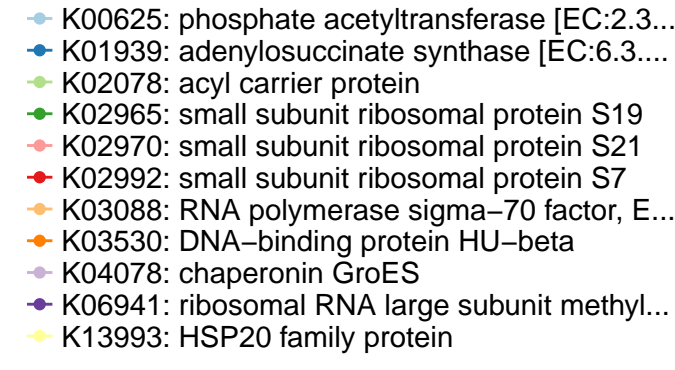 K00625: phosphate acetyltransferase [EC:2.3...
K01939: adenylosuccinate synthase [EC:6.3....
K02078: acyl carrier protein
K02965: small subunit ribosomal protein S19
K02970: small subunit ribosomal protein S21
K02992: small subunit ribosomal protein S7
K03088: RNA polymerase sigma−70 factor, E...
K03530: DNA−binding protein HU−beta
K04078: chaperonin GroES
K06941: ribosomal RNA large subunit methyl...
K13993: HSP20 family protein